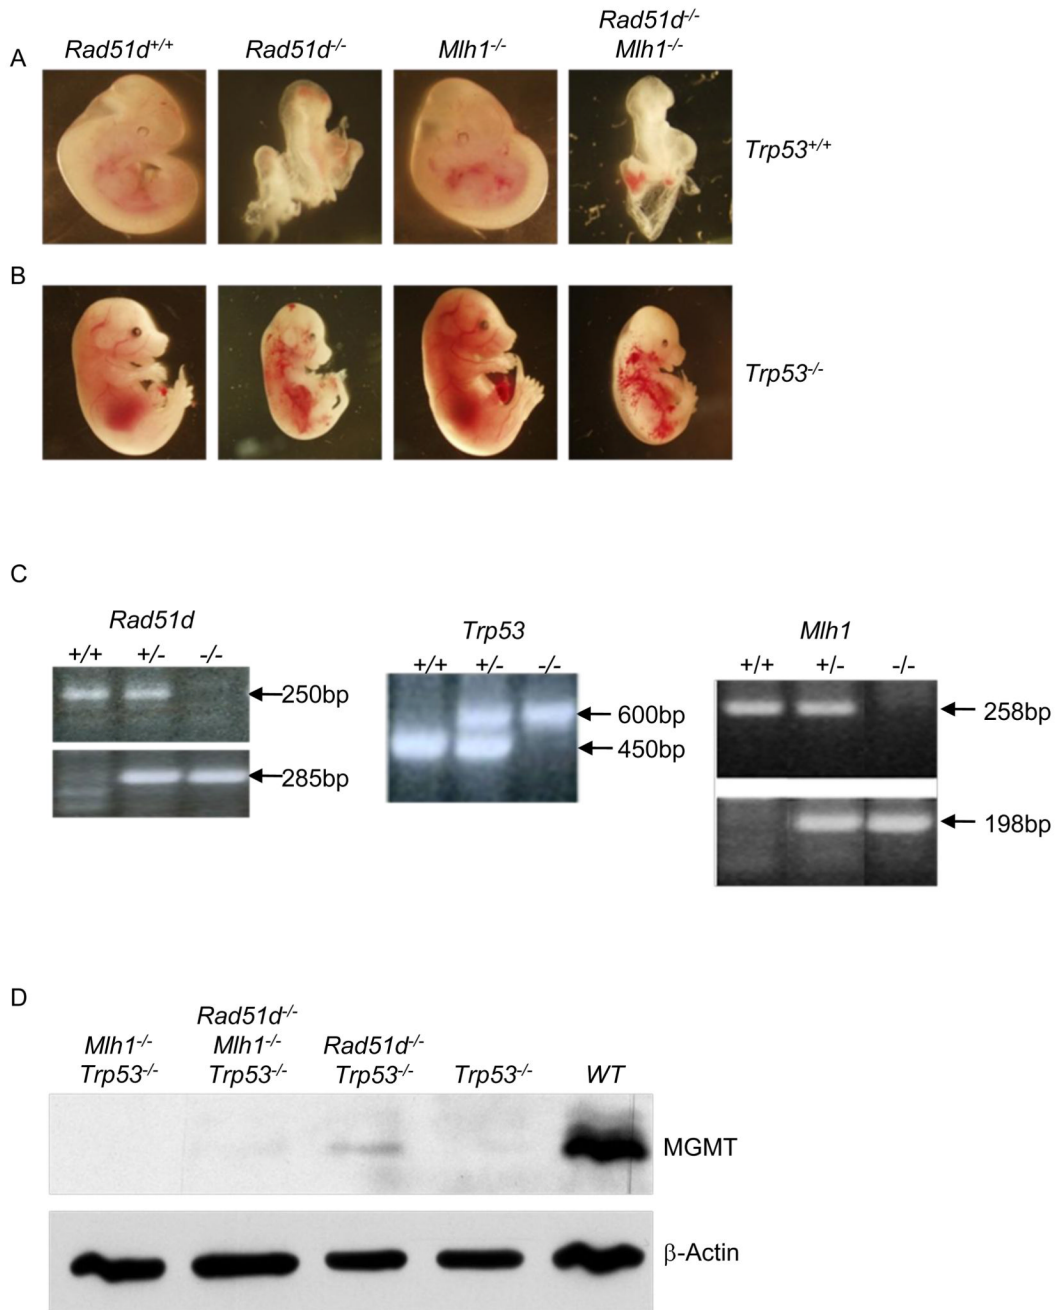 A
Rad51d+/+
Rad51d-/-
Mlh1-/-
Rad51d-/-
Mlh1-/-
Trp53+/+
B
Trp53-/-
C
Rad51d
+/+ +/- -/-
250bp
285bp
Trp53
+/+ +/- -/-
600bp
450bp
Mlh1
+/+ +/- -/-
258bp
198bp
D
Mlh1-/-
Trp53-/-
Rad51d-/-
Mlh1-/-
Trp53-/-
Rad51d-/-
Trp53-/-
Trp53-/-
WT
MGMT
β-Actin